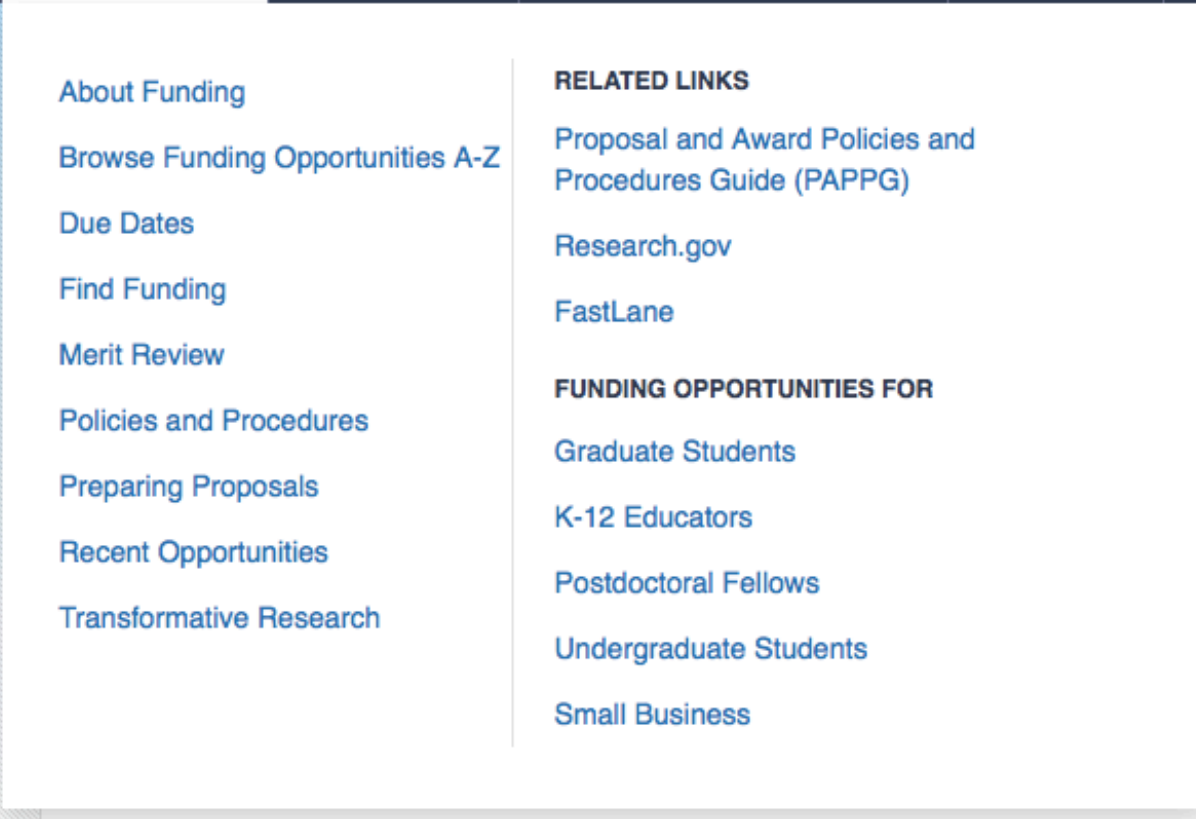 About Funding
Browse Funding Opportunities A-Z
Due Dates
Find Funding
Merit Review
Policies and Procedures
Preparing Proposals
Recent Opportunities
Transformative Research
RELATED LINKS
Proposal and Award Policies and
Procedures Guide (PAPPG)
Research.gov
FastLane
FUNDING OPPORTUNITIES FOR
Graduate Students
K-12 Educators
Postdoctoral Fellows
Undergraduate Students
Small Business